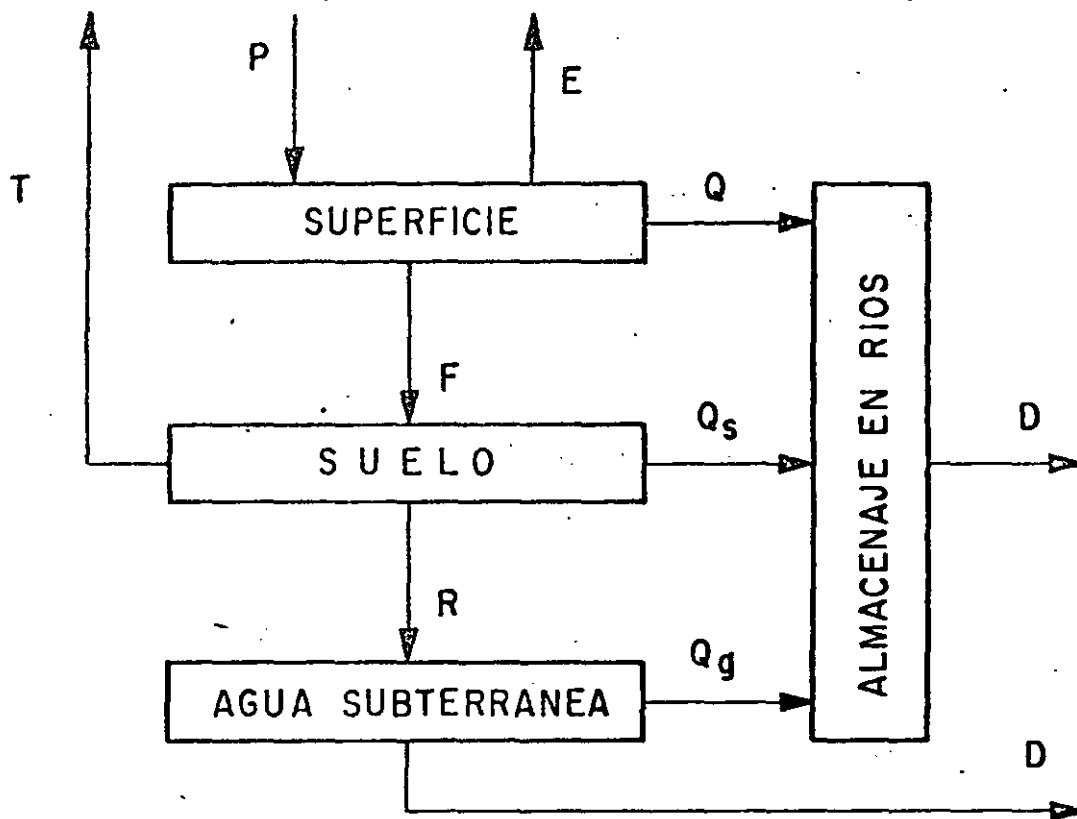 P
E
T
SUPERFICIE
Q
F
SUELO
Qs
ALMACENAJE EN RIOS
D
R
AGUA SUBTERRANEA
Qg
D